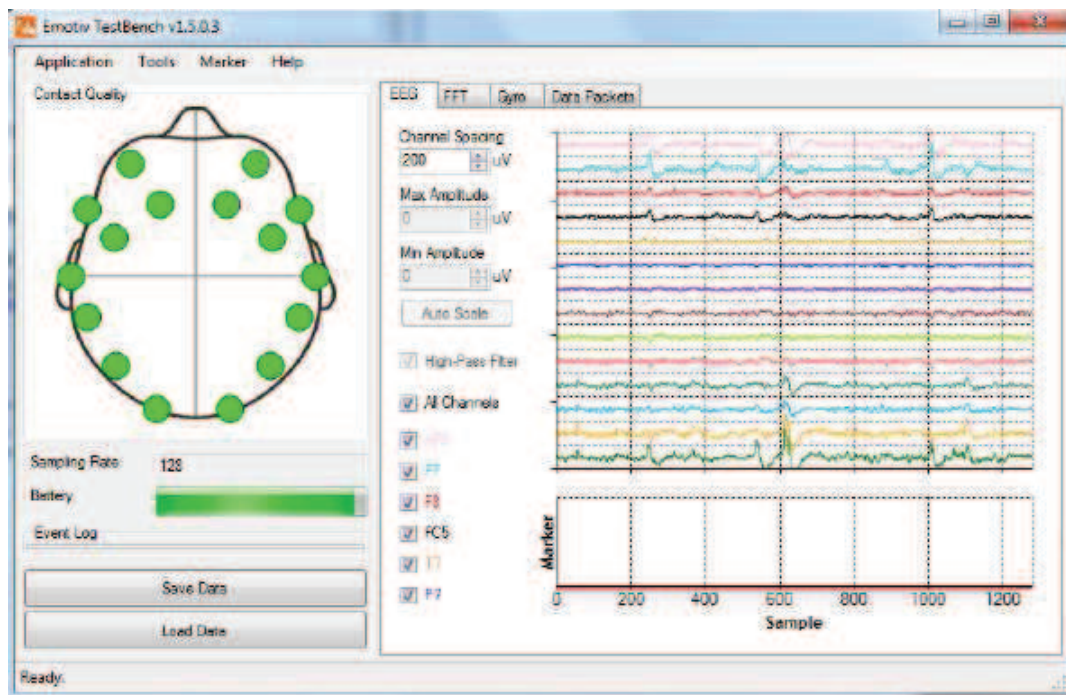 Emotiv TestBench v1.5.0.3
Application Tools Marker Help
Contact Quality
EEG FFT Gyro Data Packets
Channel Spacing
200 uV
Max Amplitude
0 uV
Min Amplitude
0 uV
Auto Scale
High-Pass Filter
All Channels
F7
F3
FC5
T7
P7
Sampling Rate 128
Battery
Event Log
Save Data
Load Data
Marker
0 200 400 600 800 1000 1200
Sample
Ready.